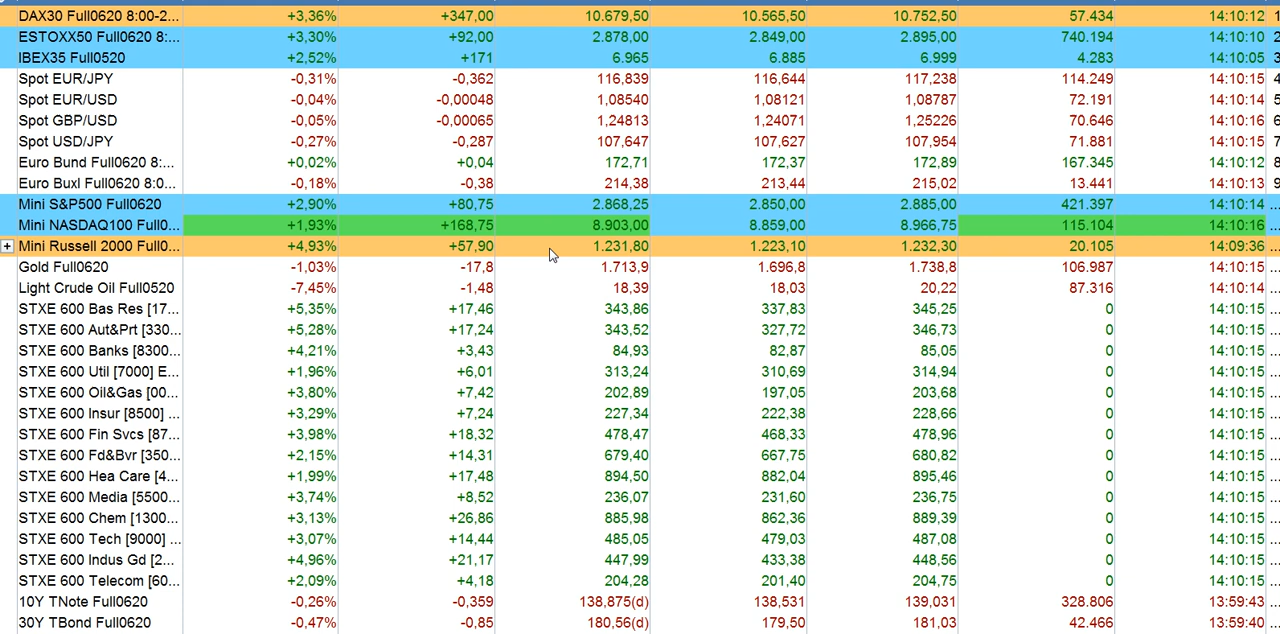 DAX30 Full0620 8:00-2... +3,36% +347,00 10.679,50 10.565,50 10.752,50 57.434 14:10:12 1
ESTOXX50 Full0620 8:... +3,30% +92,00 2.878,00 2.849,00 2.895,00 740.194 14:10:10 2
IBEX35 Full0520 +2,52% +171 6.965 6.885 6.999 4.283 14:10:05 3
Spot EUR/JPY -0,31% -0,362 116,839 116,644 117,238 114.249 14:10:15 4
Spot EUR/USD -0,04% -0,00048 1,08540 1,08121 1,08787 72.191 14:10:14 5
Spot GBP/USD -0,05% -0,00065 1,24813 1,24071 1,25226 70.646 14:10:16 6
Spot USD/JPY -0,27% -0,287 107,647 107,627 107,954 71.881 14:10:15 7
Euro Bund Full0620 8:... +0,02% +0,04 172,71 172,37 172,89 167.345 14:10:12 8
Euro Buxl Full0620 8:0... -0,18% -0,38 214,38 213,44 215,02 13.441 14:10:13 9
Mini S&P500 Full0620 +2,90% +80,75 2.868,25 2.850,00 2.885,00 421.397 14:10:14 ...
Mini NASDAQ100 Full0... +1,93% +168,75 8.903,00 8.859,00 8.966,75 115.104 14:10:16 ...
Mini Russell 2000 Full0... +4,93% +57,90 1.231,80 1.223,10 1.232,30 20.105 14:09:36 ...
Gold Full0620 -1,03% -17,8 1.713,9 1.696,8 1.738,8 106.987 14:10:15 ...
Light Crude Oil Full0520 -7,45% -1,48 18,39 18,03 20,22 87.316 14:10:14 ...
STXE 600 Bas Res [17... +5,35% +17,46 343,86 337,83 345,25 0 14:10:15 ...
STXE 600 Aut&Prt [330... +5,28% +17,24 343,52 327,72 346,73 0 14:10:15 ...
STXE 600 Banks [8300... +4,21% +3,43 84,93 82,87 85,05 0 14:10:15 ...
STXE 600 Util [7000] E... +1,96% +6,01 313,24 310,69 314,94 0 14:10:15 ...
STXE 600 Oil&Gas [00... +3,80% +7,42 202,89 197,05 203,68 0 14:10:15 ...
STXE 600 Insur [8500] ... +3,29% +7,24 227,34 222,38 228,66 0 14:10:15 ...
STXE 600 Fin Svcs [87... +3,98% +18,32 478,47 468,33 478,96 0 14:10:15 ...
STXE 600 Fd&Bvr [350... +2,15% +14,31 679,40 667,75 680,82 0 14:10:15 ...
STXE 600 Hea Care [4... +1,99% +17,48 894,50 882,04 895,46 0 14:10:15 ...
STXE 600 Media [5500... +3,74% +8,52 236,07 231,60 236,75 0 14:10:15 ...
STXE 600 Chem [1300... +3,13% +26,86 885,98 862,36 889,39 0 14:10:15 ...
STXE 600 Tech [9000] ... +3,07% +14,44 485,05 479,03 487,08 0 14:10:15 ...
STXE 600 Indus Gd [2... +4,96% +21,17 447,99 433,38 448,56 0 14:10:15 ...
STXE 600 Telecom [60... +2,09% +4,18 204,28 201,40 204,75 0 14:10:15 ...
10Y TNote Full0620 -0,26% -0,359 138,875(d) 138,531 139,031 328.806 13:59:43 ...
30Y TBond Full0620 -0,47% -0,85 180,56(d) 179,50 181,03 42.466 13:59:40 ...